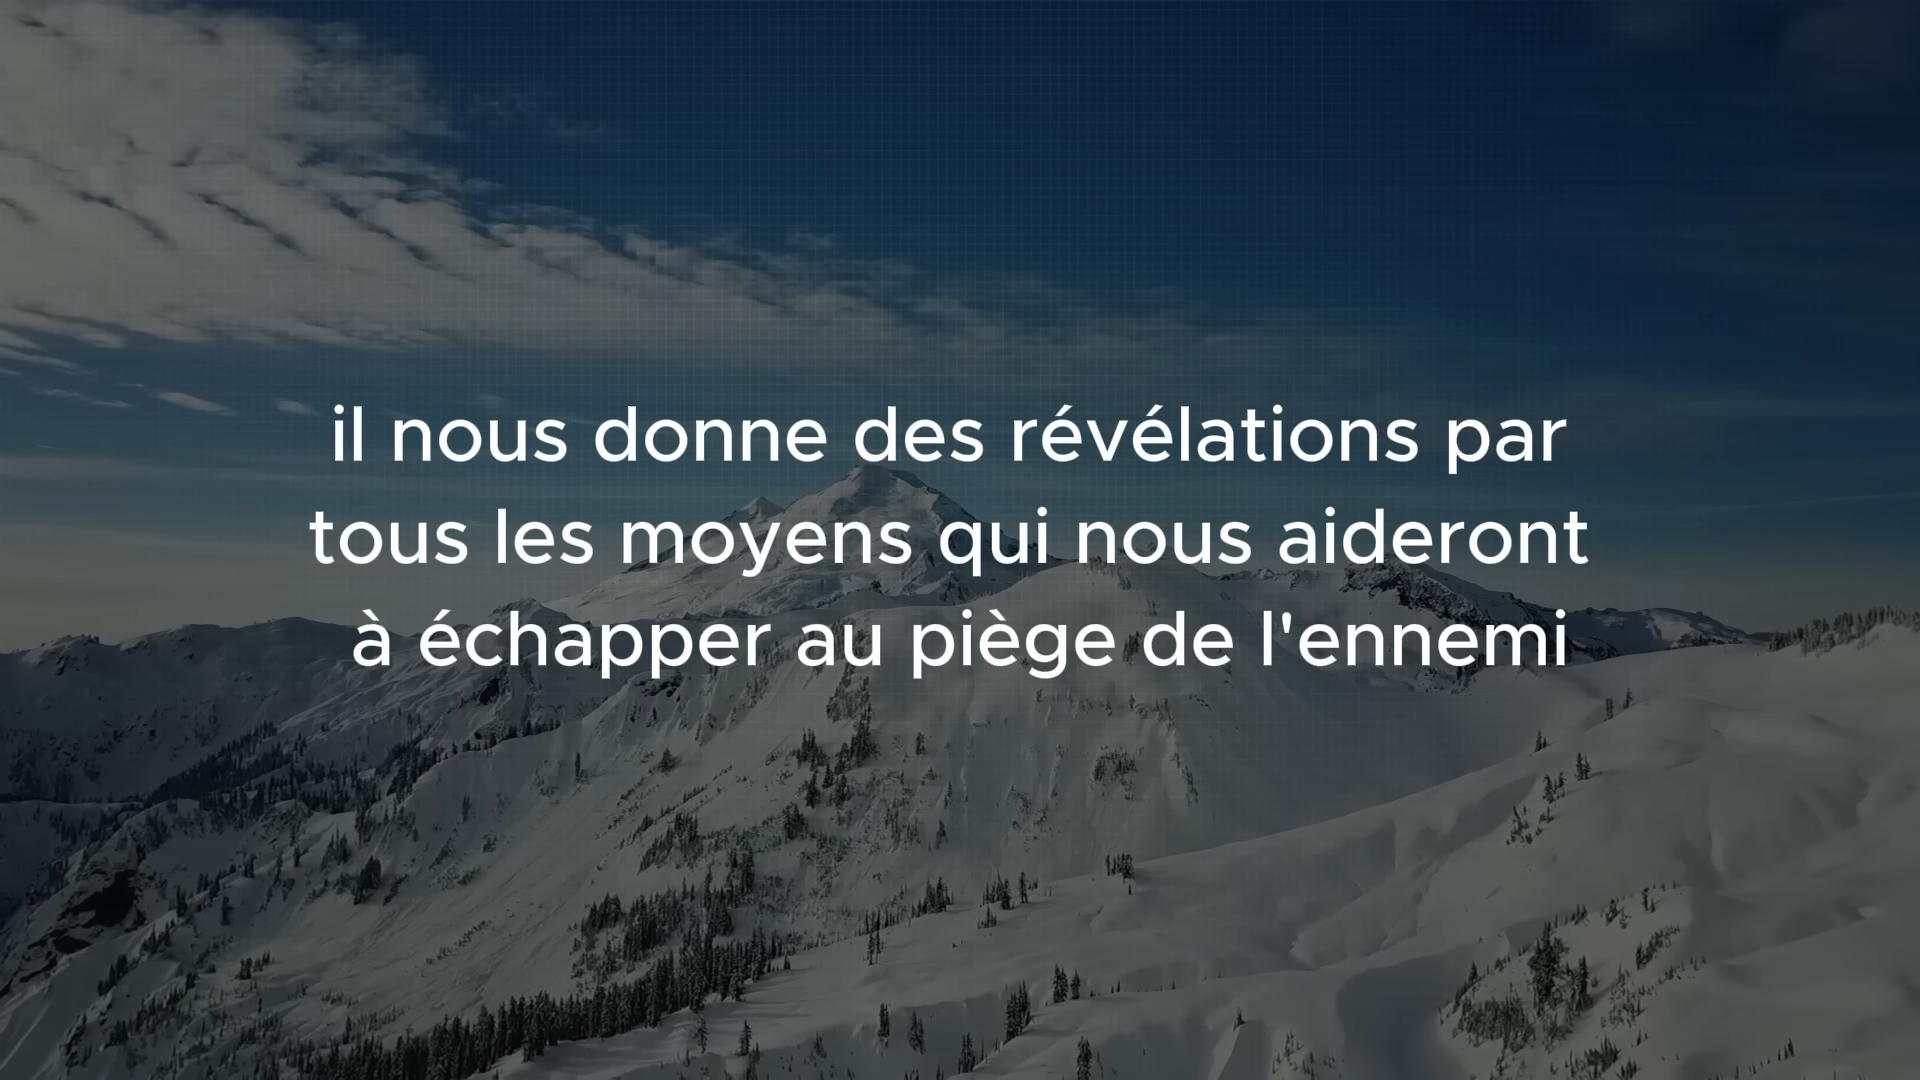 il nous donne des révélations par
tous les moyens qui nous aideront
à échapper au piège de l'ennemi